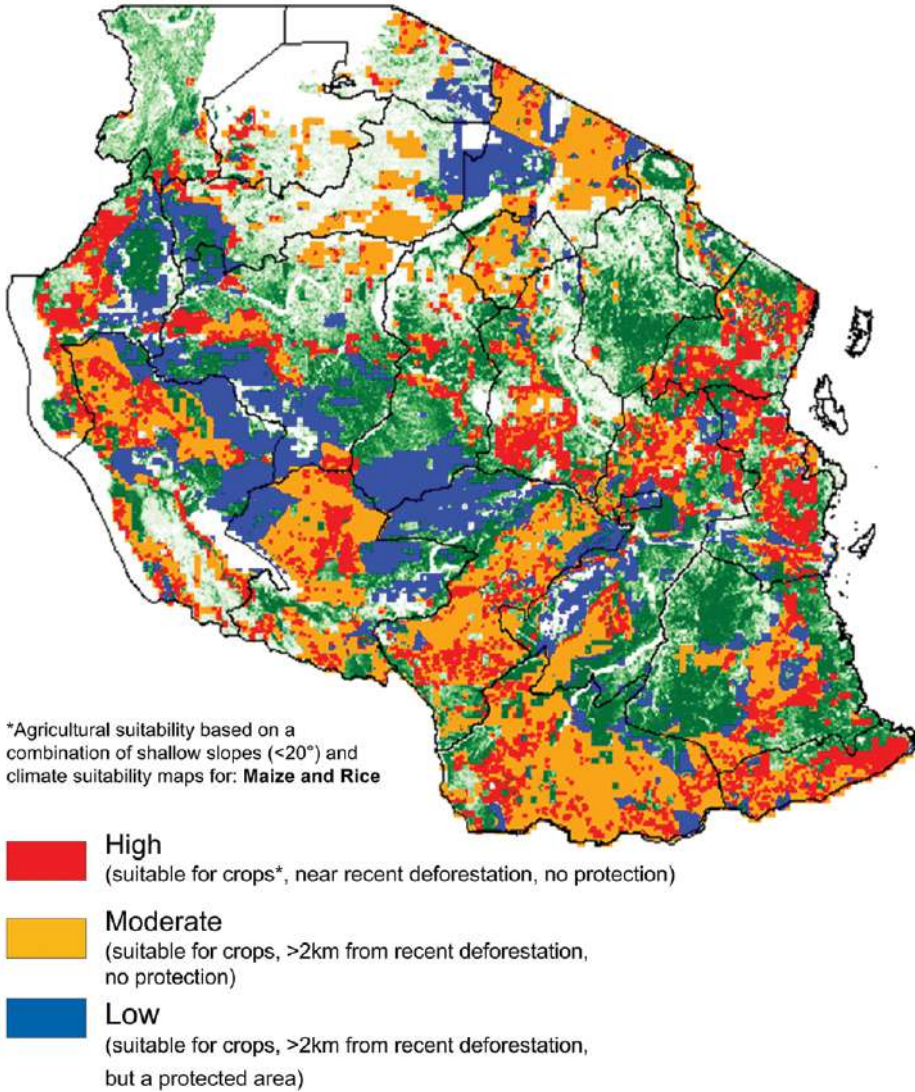 *Agricultural suitability based on a
combination of shallow slopes (<20°) and
climate suitability maps for: Maize and Rice
High
(suitable for crops*, near recent deforestation, no protection)
Moderate
(suitable for crops, >2km from recent deforestation,
no protection)
Low
(suitable for crops, >2km from recent deforestation,
but a protected area)